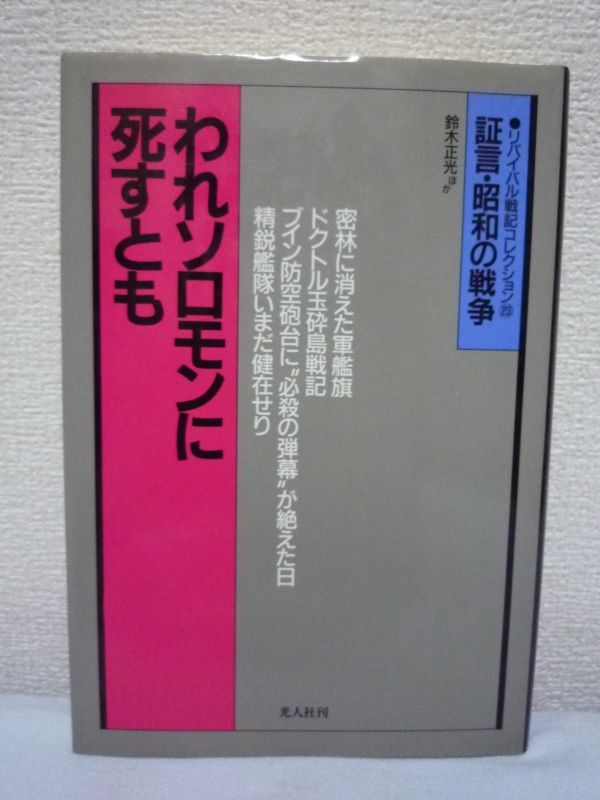 ●リバイバル戦記コレクション㉓
証言・昭和の戦争
鈴木正光ほか
密林に消えた軍艦旗
ドクトル玉砕島戦記
ブイン防空砲台に〝必殺の弾幕〟が絶えた日
精鋭艦隊いまだ健在せり
われソロモンに
死すとも
光人社刊